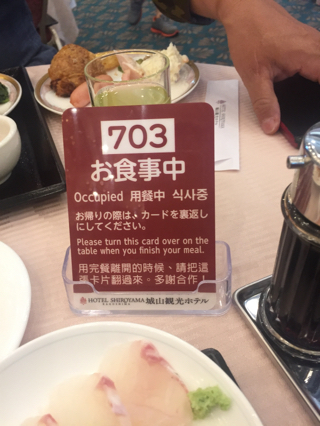 703
お食事中
Occupied 用餐中 식사중
お帰りの際は、カードを裏返し
にしてください。
Please turn this card over on the
table when you finish your meal.
用完餐離開的時候、請把這
張卡片翻過來。多謝合作！
HOTEL SHIROYAMA 城山観光ホテル
KAGOSHIMA